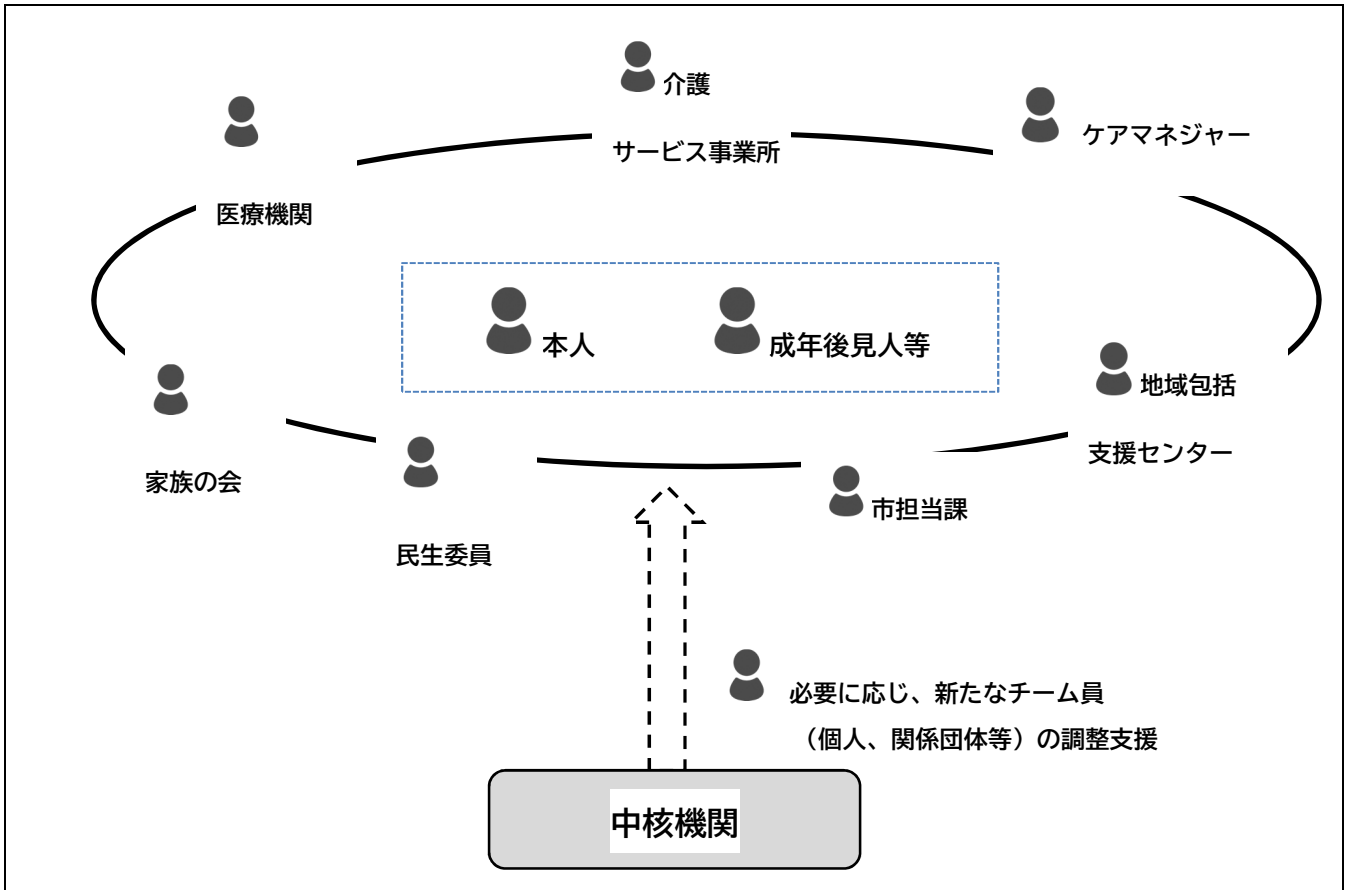 介護
サービス事業所
ケアマネジャー
医療機関
本人
成年後見人等
地域包括
支援センター
家族の会
市担当課
民生委員
必要に応じ、新たなチーム員
（個人、関係団体等）の調整支援
中核機関